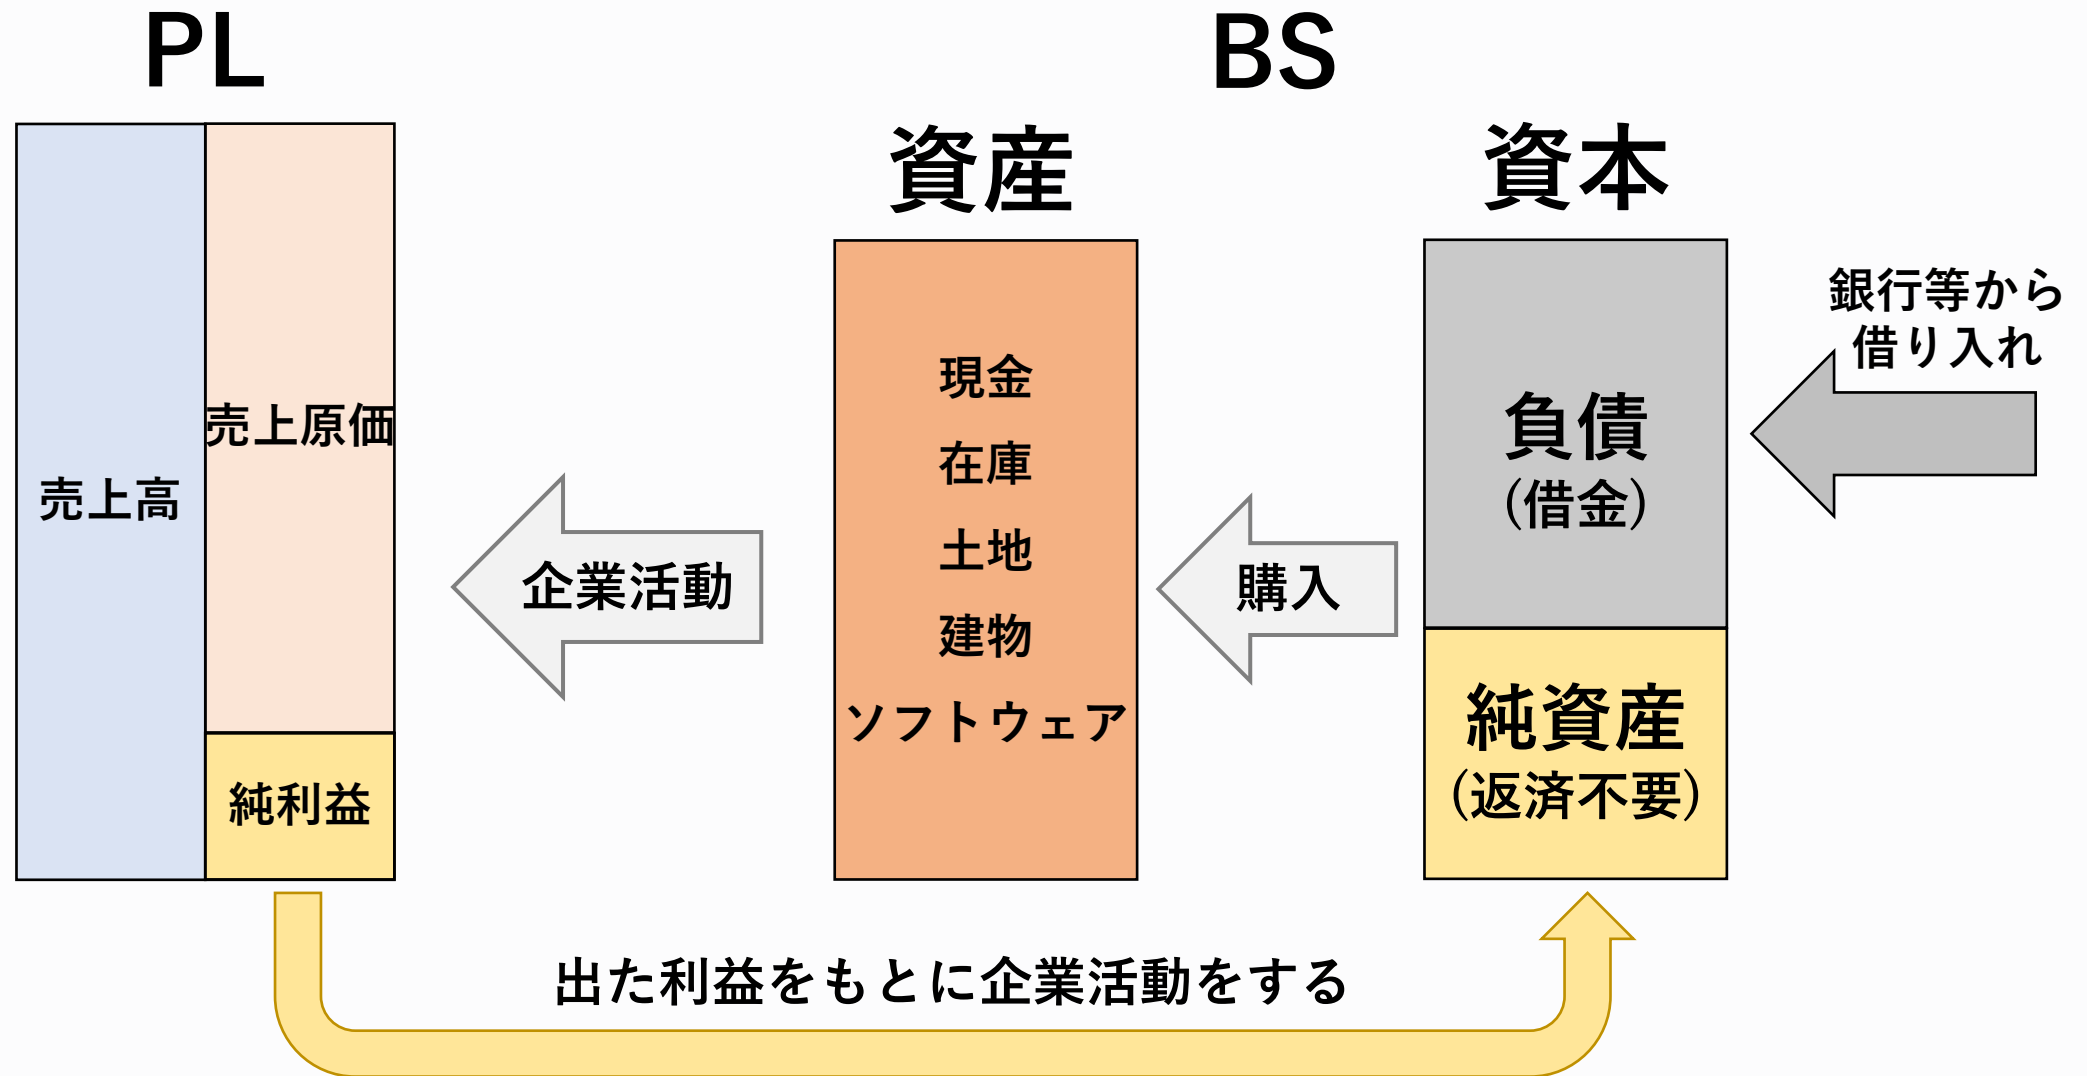 PL
BS
資産
資本
売上高
売上原価
純利益
企業活動
現金
在庫
土地
建物
ソフトウェア
購入
負債
(借金)
純資産
(返済不要)
銀行等から
借り入れ
出た利益をもとに企業活動をする